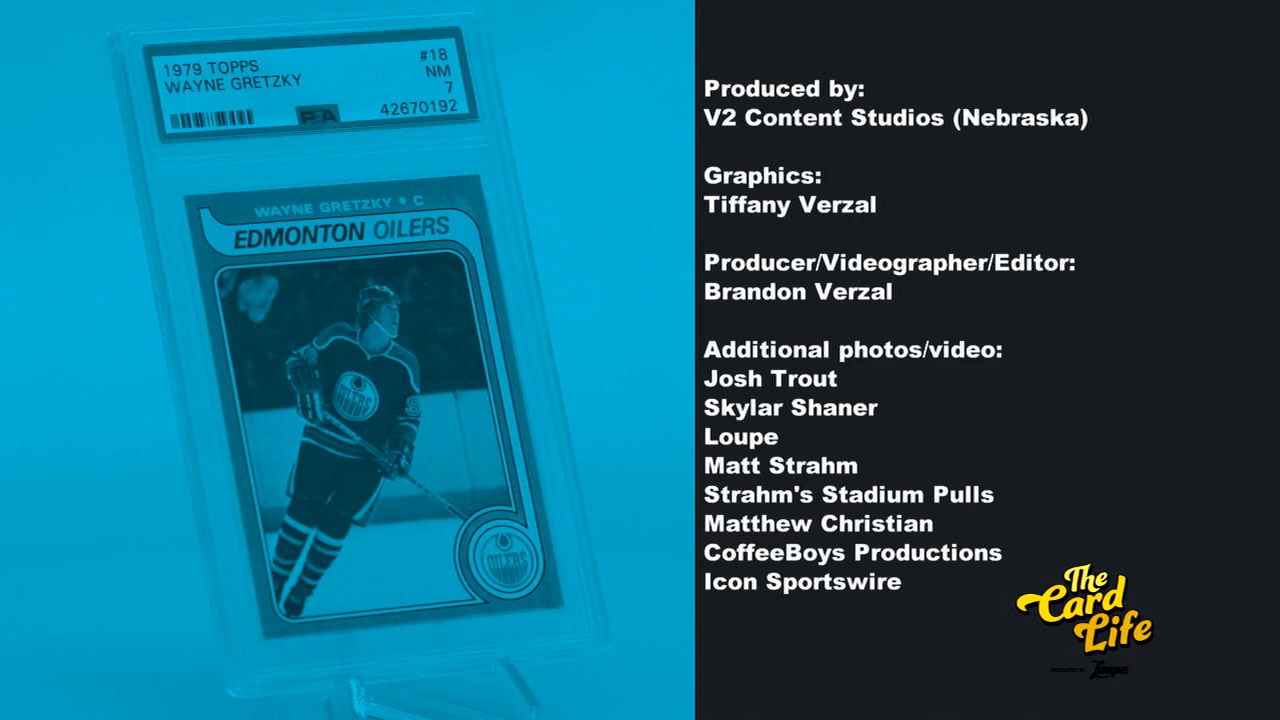 1979 TOPPS
WAYNE GRETZKY
#18
NM
7
42670192
PSA
WAYNE GRETZKY • C
EDMONTON OILERS
OILERS
9
OILERS
Produced by:
V2 Content Studios (Nebraska)
Graphics:
Tiffany Verzal
Producer/Videographer/Editor:
Brandon Verzal
Additional photos/video:
Josh Trout
Skylar Shaner
Loupe
Matt Strahm
Strahm's Stadium Pulls
Matthew Christian
CoffeeBoys Productions
Icon Sportswire
The
Card
Life
Loupe